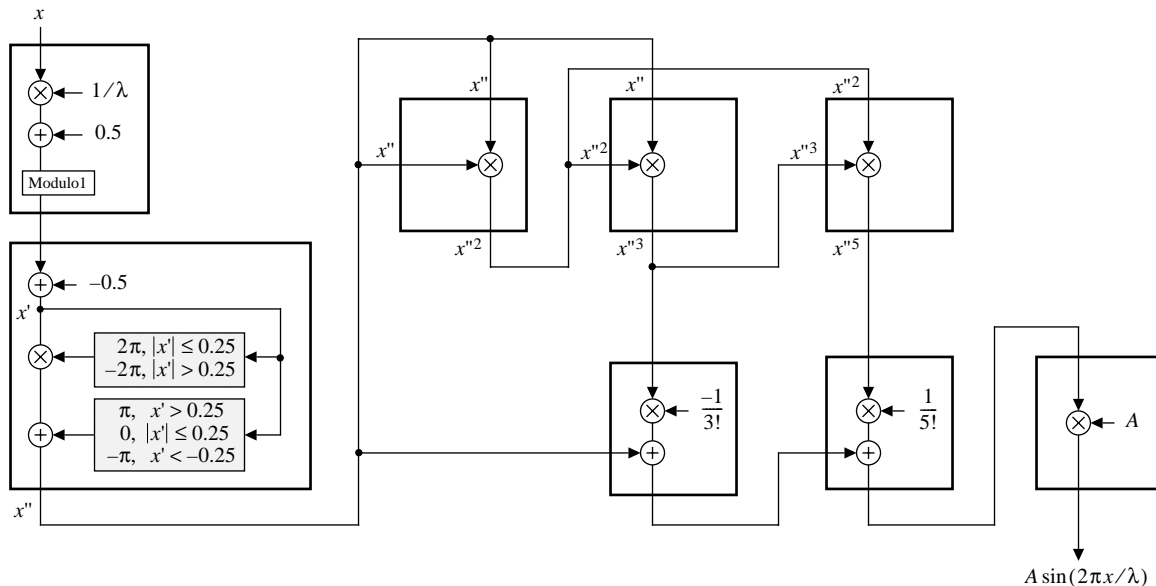 x
1/λ
0.5
Modulo1
−0.5
x'
2π, |x'| ≤ 0.25
−2π, |x'| > 0.25
π, x' > 0.25
0, |x'| ≤ 0.25
−π, x' < −0.25
x''
x''
x''
x''²
x''
x''²
x''³
x''²
x''³
x''⁵
−1
3!
1
5!
A
A sin(2πx/λ)